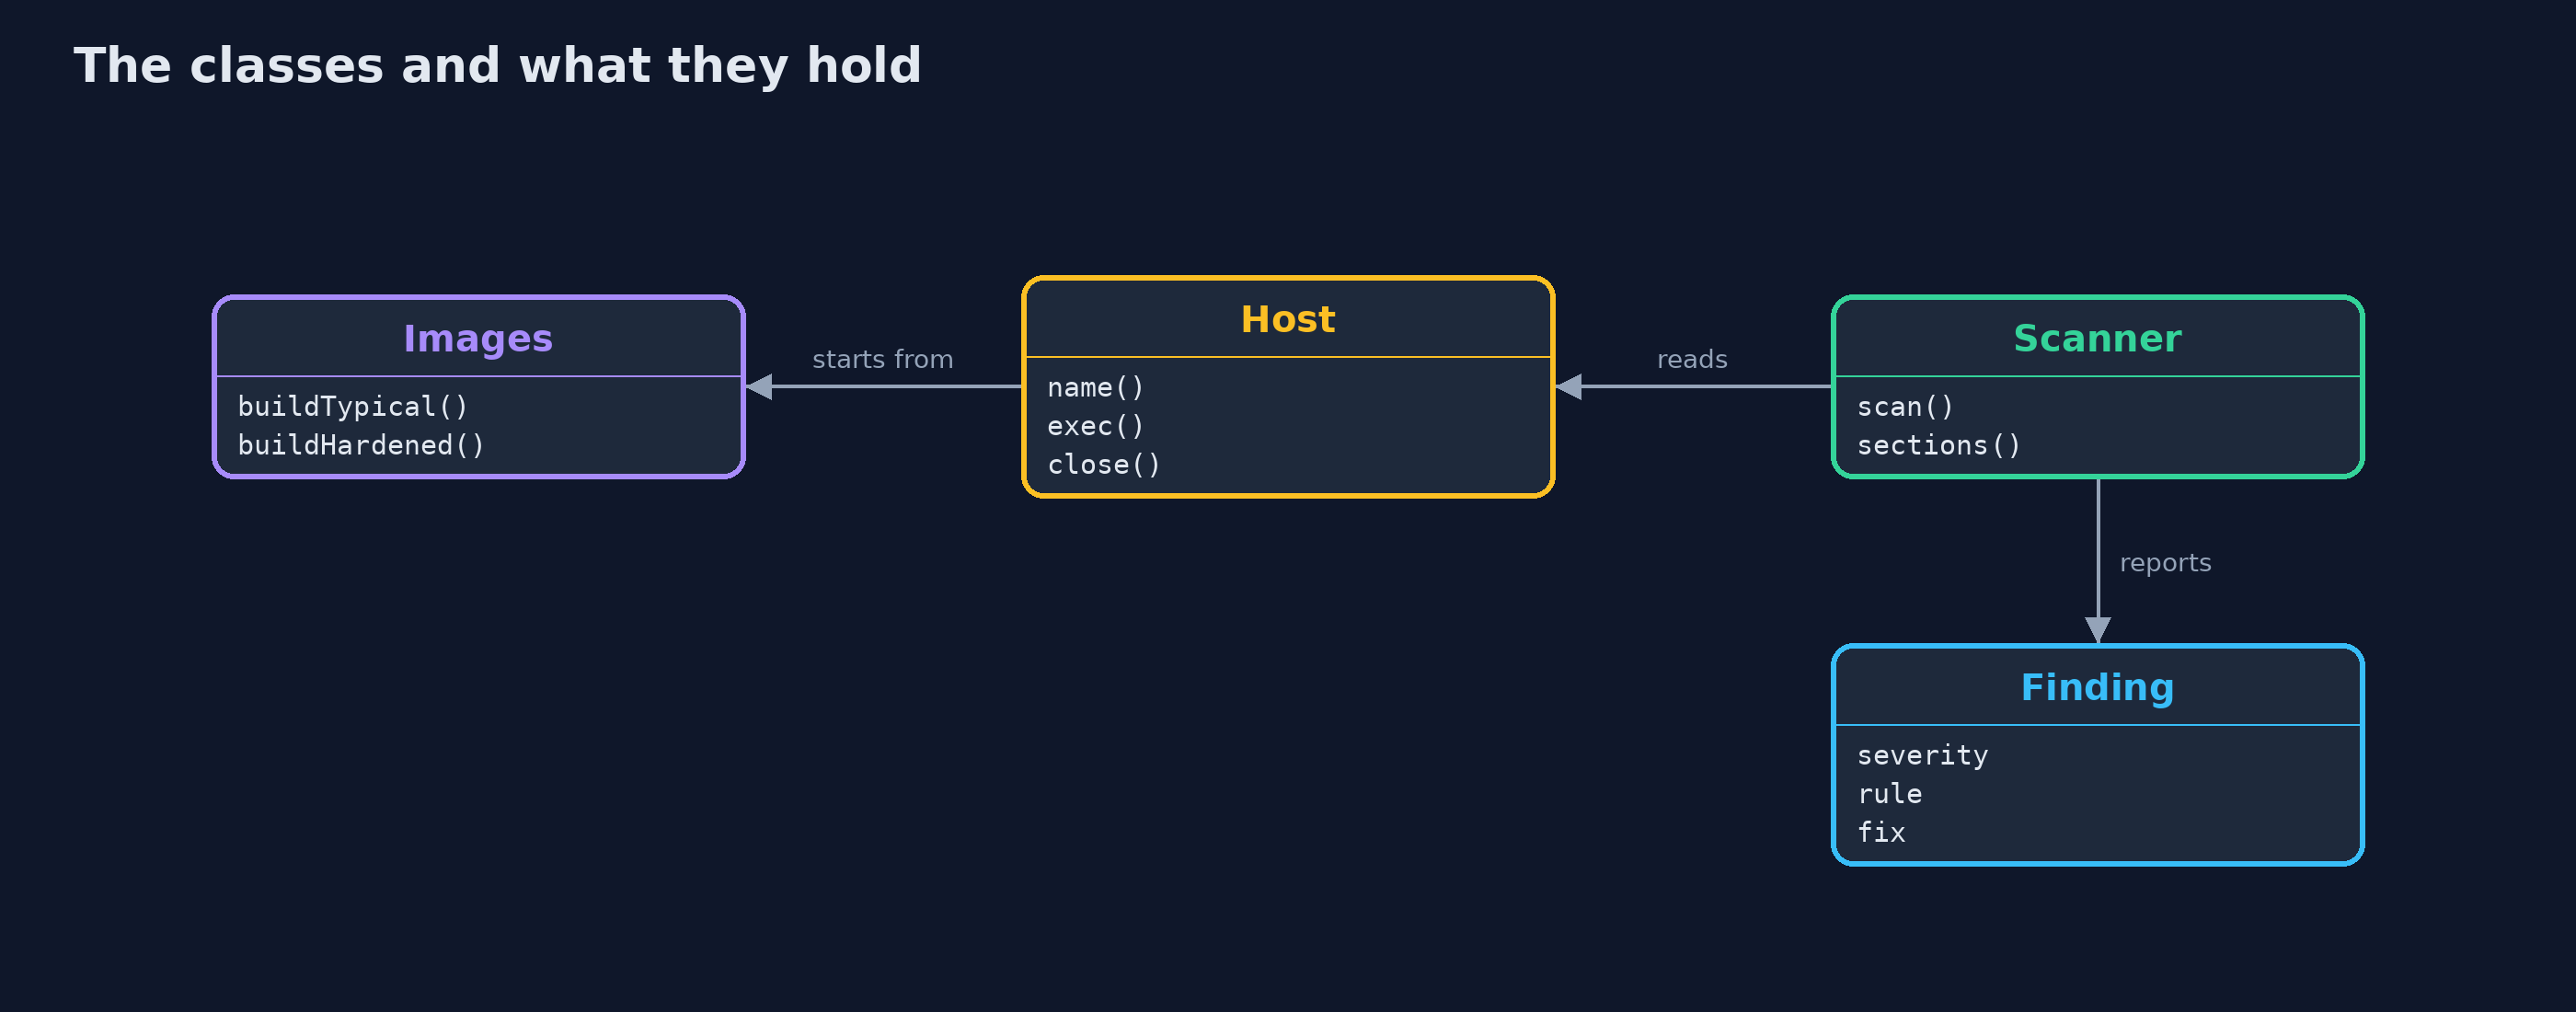 The classes and what they hold
Images
buildTypical()
buildHardened()
starts from
Host
name()
exec()
close()
reads
Scanner
scan()
sections()
reports
Finding
severity
rule
fix